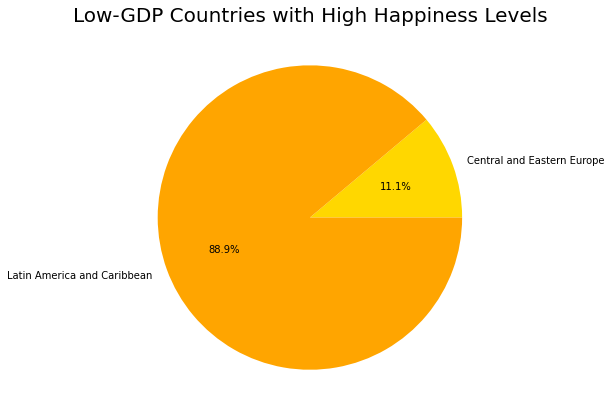 Low-GDP Countries with High Happiness Levels
Central and Eastern Europe
11.1%
88.9%
Latin America and Caribbean